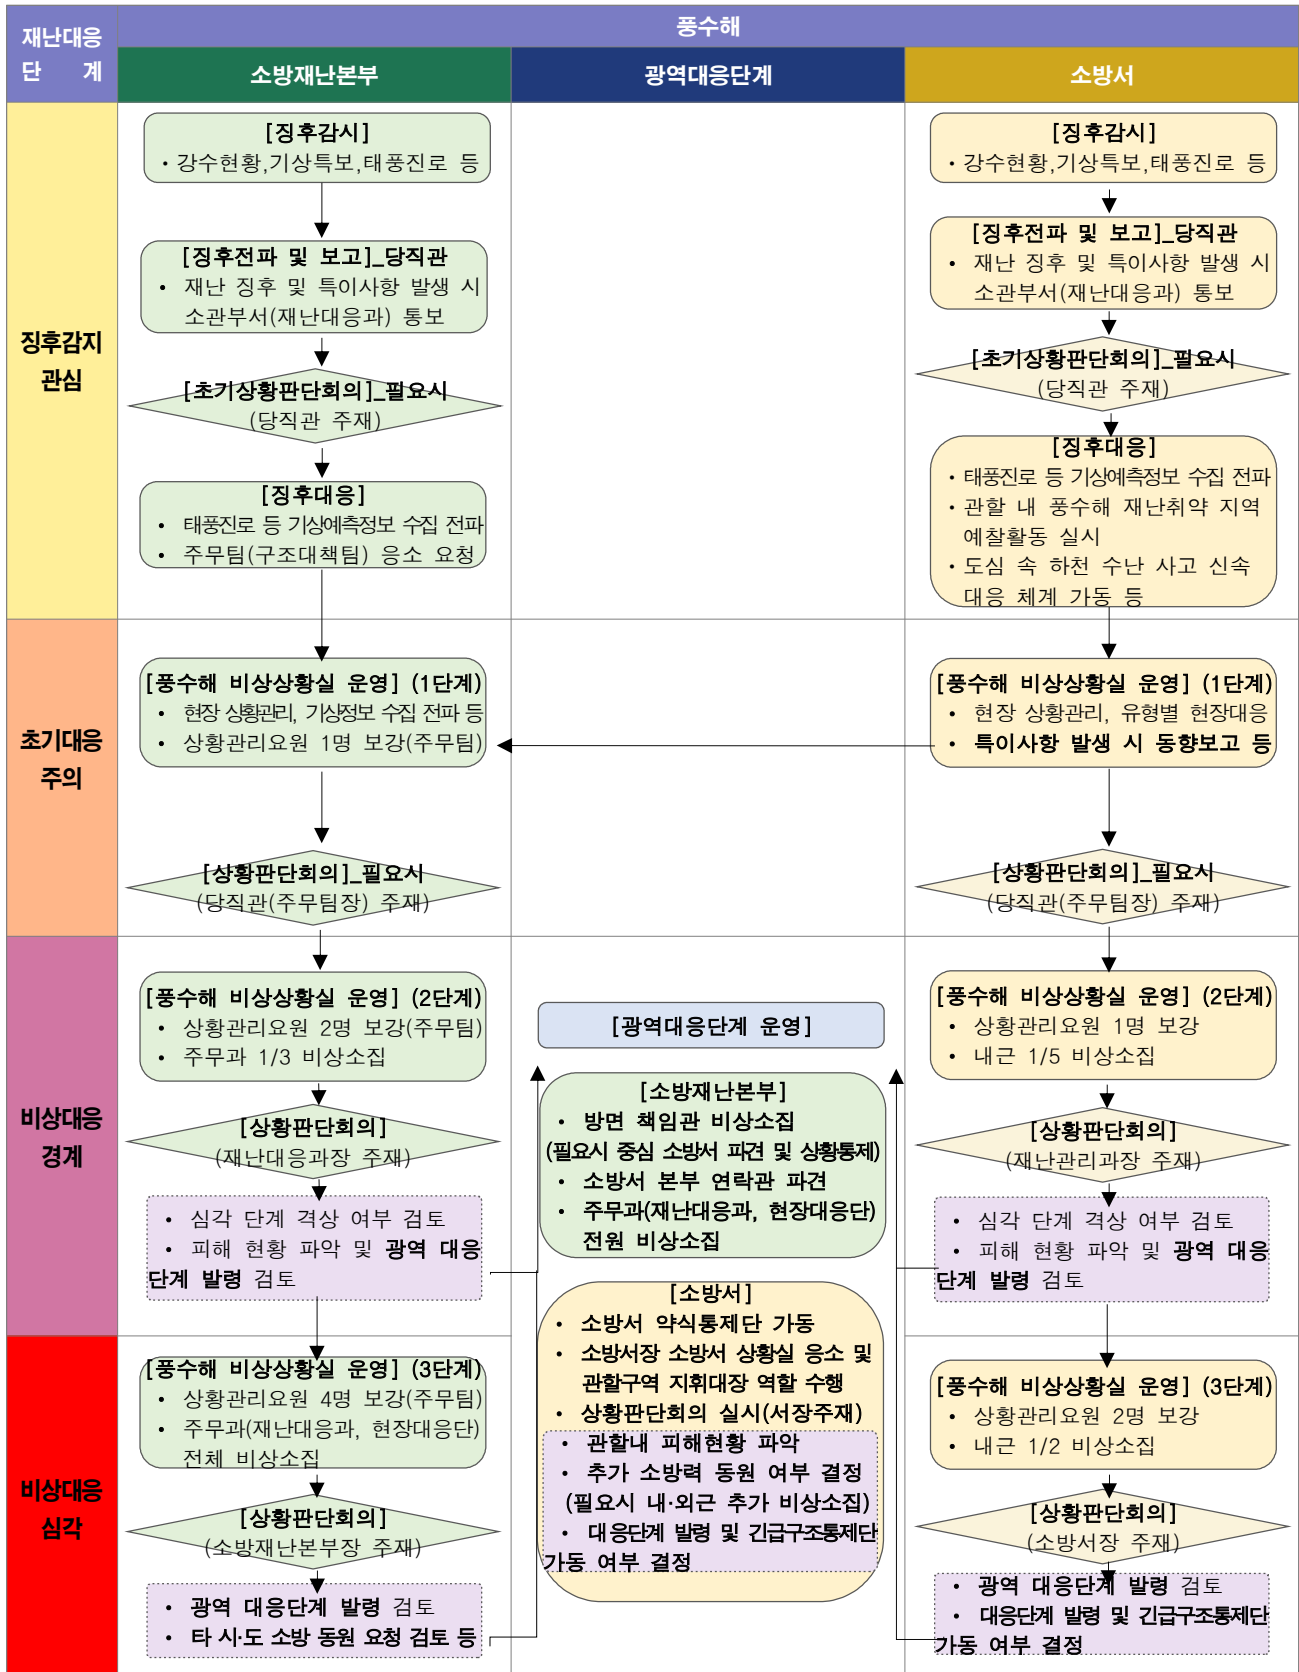 재난대응
단 계
풍수해
소방재난본부
광역대응단계
소방서
징후감지
관심
[징후감시]
・강수현황,기상특보,태풍진로 등
[징후전파 및 보고]_당직관
• 재난 징후 및 특이사항 발생 시
소관부서(재난대응과) 통보
[초기상황판단회의]_필요시
(당직관 주재)
[징후대응]
• 태풍진로 등 기상예측정보 수집 전파
• 주무팀(구조대책팀) 응소 요청
[징후감시]
・강수현황,기상특보,태풍진로 등
[징후전파 및 보고]_당직관
• 재난 징후 및 특이사항 발생 시
소관부서(재난대응과) 통보
[초기상황판단회의]_필요시
(당직관 주재)
[징후대응]
・태풍진로 등 기상예측정보 수집 전파
・관할 내 풍수해 재난취약 지역
예찰활동 실시
・도심 속 하천 수난 사고 신속
대응 체계 가동 등
초기대응
주의
[풍수해 비상상황실 운영] (1단계)
• 현장 상황관리, 기상정보 수집 전파 등
• 상황관리요원 1명 보강(주무팀)
[상황판단회의]_필요시
(당직관(주무팀장) 주재)
[풍수해 비상상황실 운영] (1단계)
• 현장 상황관리, 유형별 현장대응
• 특이사항 발생 시 동향보고 등
[상황판단회의]_필요시
(당직관(주무팀장) 주재)
비상대응
경계
[풍수해 비상상황실 운영] (2단계)
• 상황관리요원 2명 보강(주무팀)
• 주무과 1/3 비상소집
[상황판단회의]
(재난대응과장 주재)
• 심각 단계 격상 여부 검토
• 피해 현황 파악 및 광역 대응
단계 발령 검토
[광역대응단계 운영]
[소방재난본부]
• 방면 책임관 비상소집
(필요시 중심 소방서 파견 및 상황통제)
• 소방서 본부 연락관 파견
• 주무과(재난대응과, 현장대응단)
전원 비상소집
[소방서]
• 소방서 약식통제단 가동
• 소방서장 소방서 상황실 응소 및
관할구역 지휘대장 역할 수행
• 상황판단회의 실시(서장주재)
• 관할내 피해현황 파악
• 추가 소방력 동원 여부 결정
(필요시 내·외근 추가 비상소집)
• 대응단계 발령 및 긴급구조통제단
가동 여부 결정
[풍수해 비상상황실 운영] (2단계)
• 상황관리요원 1명 보강
• 내근 1/5 비상소집
[상황판단회의]
(재난관리과장 주재)
• 심각 단계 격상 여부 검토
• 피해 현황 파악 및 광역 대응
단계 발령 검토
비상대응
심각
[풍수해 비상상황실 운영] (3단계)
• 상황관리요원 4명 보강(주무팀)
• 주무과(재난대응과, 현장대응단)
전체 비상소집
[상황판단회의]
(소방재난본부장 주재)
• 광역 대응단계 발령 검토
• 타 시·도 소방 동원 요청 검토 등
[풍수해 비상상황실 운영] (3단계)
• 상황관리요원 2명 보강
• 내근 1/2 비상소집
[상황판단회의]
(소방서장 주재)
• 광역 대응단계 발령 검토
• 대응단계 발령 및 긴급구조통제단
가동 여부 결정